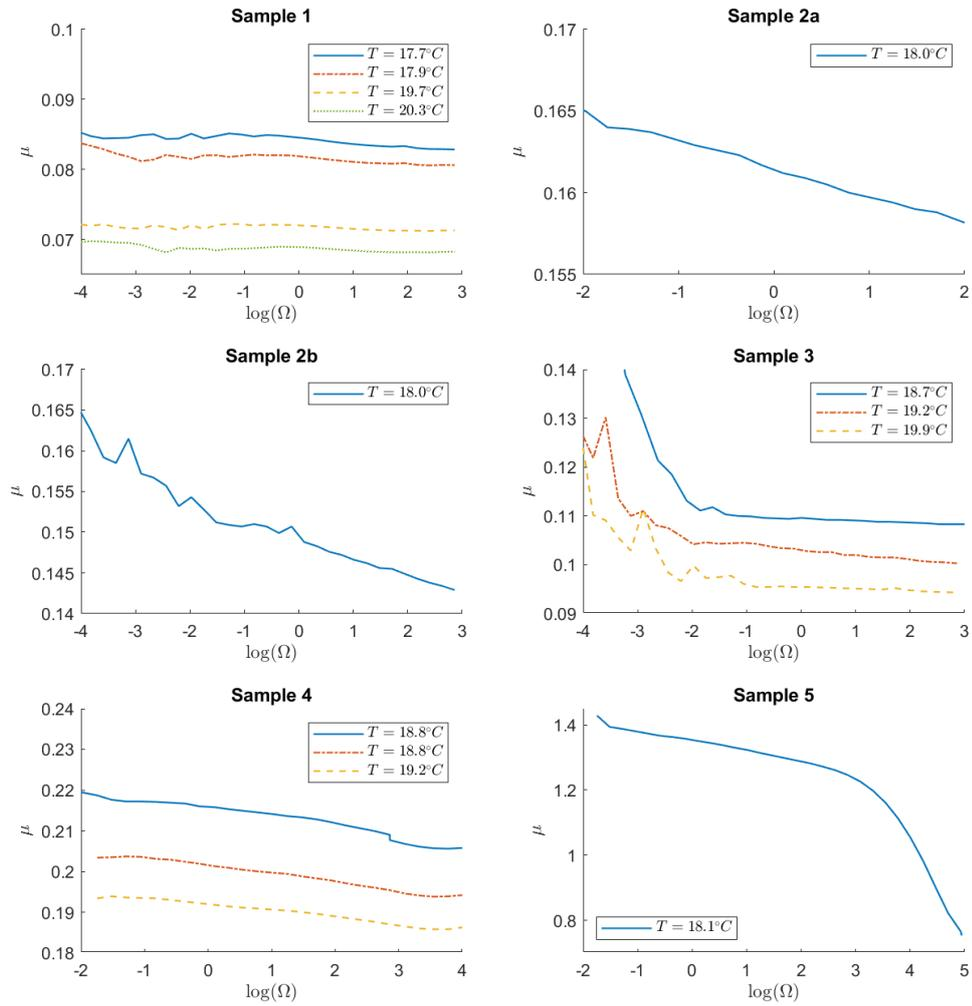 Sample 1
0.1
0.09
0.08
0.07
μ
-4 -3 -2 -1 0 1 2 3
log(Ω)
T = 17.7°C
T = 17.9°C
T = 19.7°C
T = 20.3°C
Sample 2a
0.17
0.165
0.16
0.155
μ
-2 -1 0 1 2
log(Ω)
T = 18.0°C
Sample 2b
0.17
0.165
0.16
0.155
0.15
0.145
0.14
μ
-4 -3 -2 -1 0 1 2 3
log(Ω)
T = 18.0°C
Sample 3
0.14
0.13
0.12
0.11
0.1
0.09
μ
-4 -3 -2 -1 0 1 2 3
log(Ω)
T = 18.7°C
T = 19.2°C
T = 19.9°C
Sample 4
0.24
0.23
0.22
0.21
0.2
0.19
0.18
μ
-2 -1 0 1 2 3 4
log(Ω)
T = 18.8°C
T = 18.8°C
T = 19.2°C
Sample 5
1.4
1.2
1
0.8
μ
-2 -1 0 1 2 3 4 5
log(Ω)
T = 18.1°C